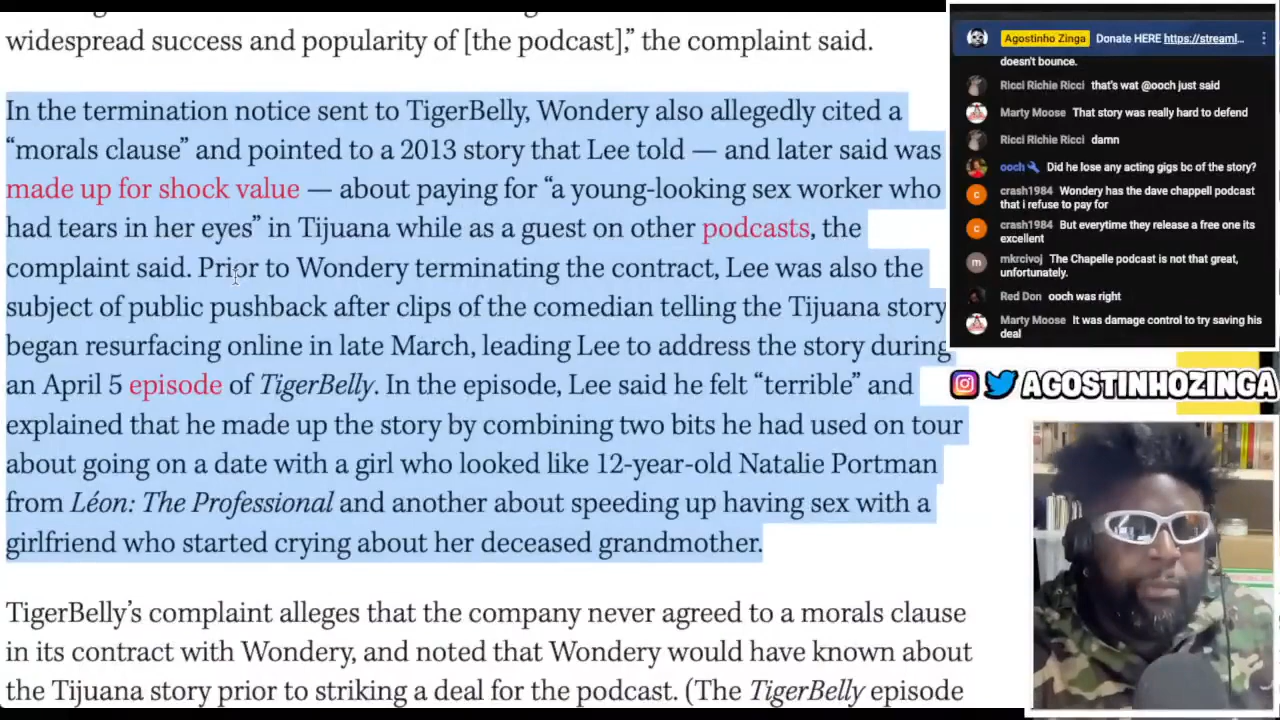 widespread success and popularity of [the podcast],” the complaint said.
In the termination notice sent to TigerBelly, Wondery also allegedly cited a
“morals clause” and pointed to a 2013 story that Lee told — and later said was
made up for shock value — about paying for “a young-looking sex worker who
had tears in her eyes” in Tijuana while as a guest on other podcasts, the
complaint said. Prior to Wondery terminating the contract, Lee was also the
subject of public pushback after clips of the comedian telling the Tijuana story
began resurfacing online in late March, leading Lee to address the story during
an April 5 episode of TigerBelly. In the episode, Lee said he felt “terrible” and
explained that he made up the story by combining two bits he had used on tour
about going on a date with a girl who looked like 12-year-old Natalie Portman
from Léon: The Professional and another about speeding up having sex with a
girlfriend who started crying about her deceased grandmother.
TigerBelly’s complaint alleges that the company never agreed to a morals clause
in its contract with Wondery, and noted that Wondery would have known about
the Tijuana story prior to striking a deal for the podcast. (The TigerBelly episode
Agostinho Zinga Donate HERE https://streaml...
doesn't bounce.
Ricci Richie Ricci that's wat @ooch just said
Marty Moose That story was really hard to defend
Ricci Richie Ricci damn
ooch Did he lose any acting gigs bc of the story?
crash1984 Wondery has the dave chappell podcast
that i refuse to pay for
crash1984 But everytime they release a free one its
excellent
mkrcivoj The Chapelle podcast is not that great,
unfortunately.
Red Don ooch was right
Marty Moose It was damage control to try saving his
deal
AGOSTINHOZINGA